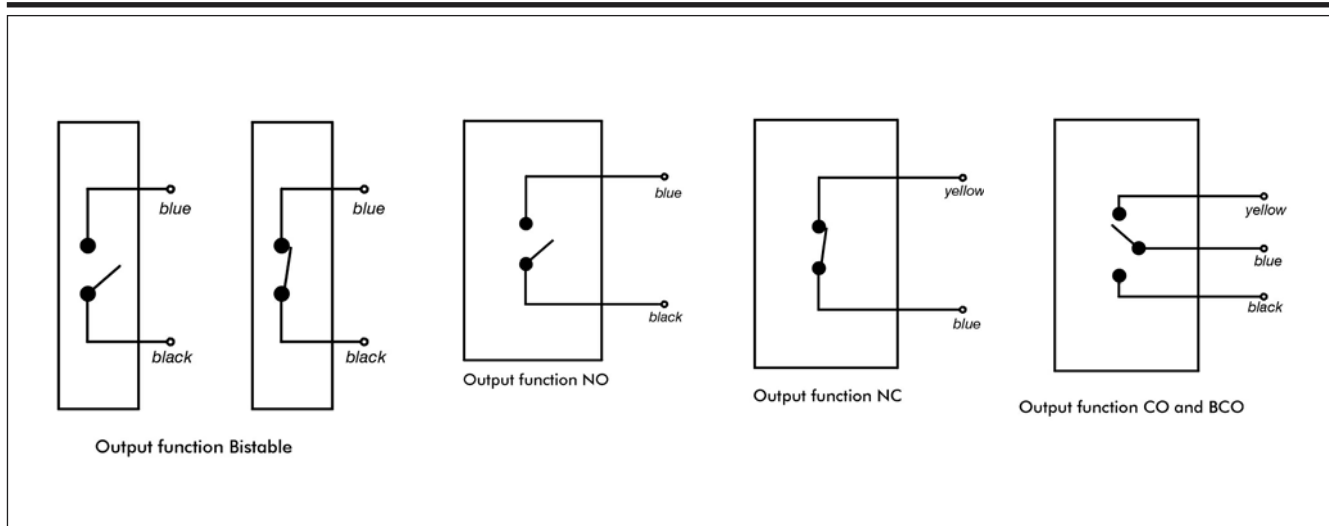 blue
black
blue
black
Output function Bistable
blue
black
Output function NO
yellow
blue
Output function NC
yellow
blue
black
Output function CO and BCO